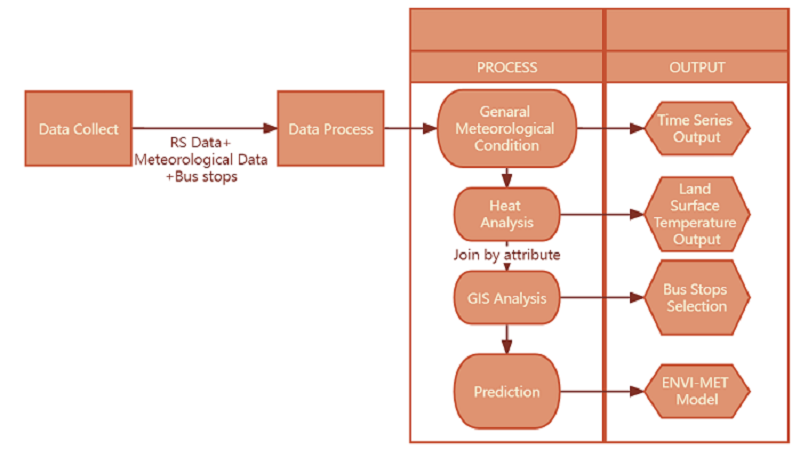 PROCESS
OUTPUT
Data Collect
RS Data+
Meteorological Data
+Bus stops
Data Process
Genaral
Meteorological
Condition
Time Series
Output
Heat
Analysis
Land
Surface
Temperature
Output
Join by attribute
GIS Analysis
Bus Stops
Selection
Prediction
ENVI-MET
Model